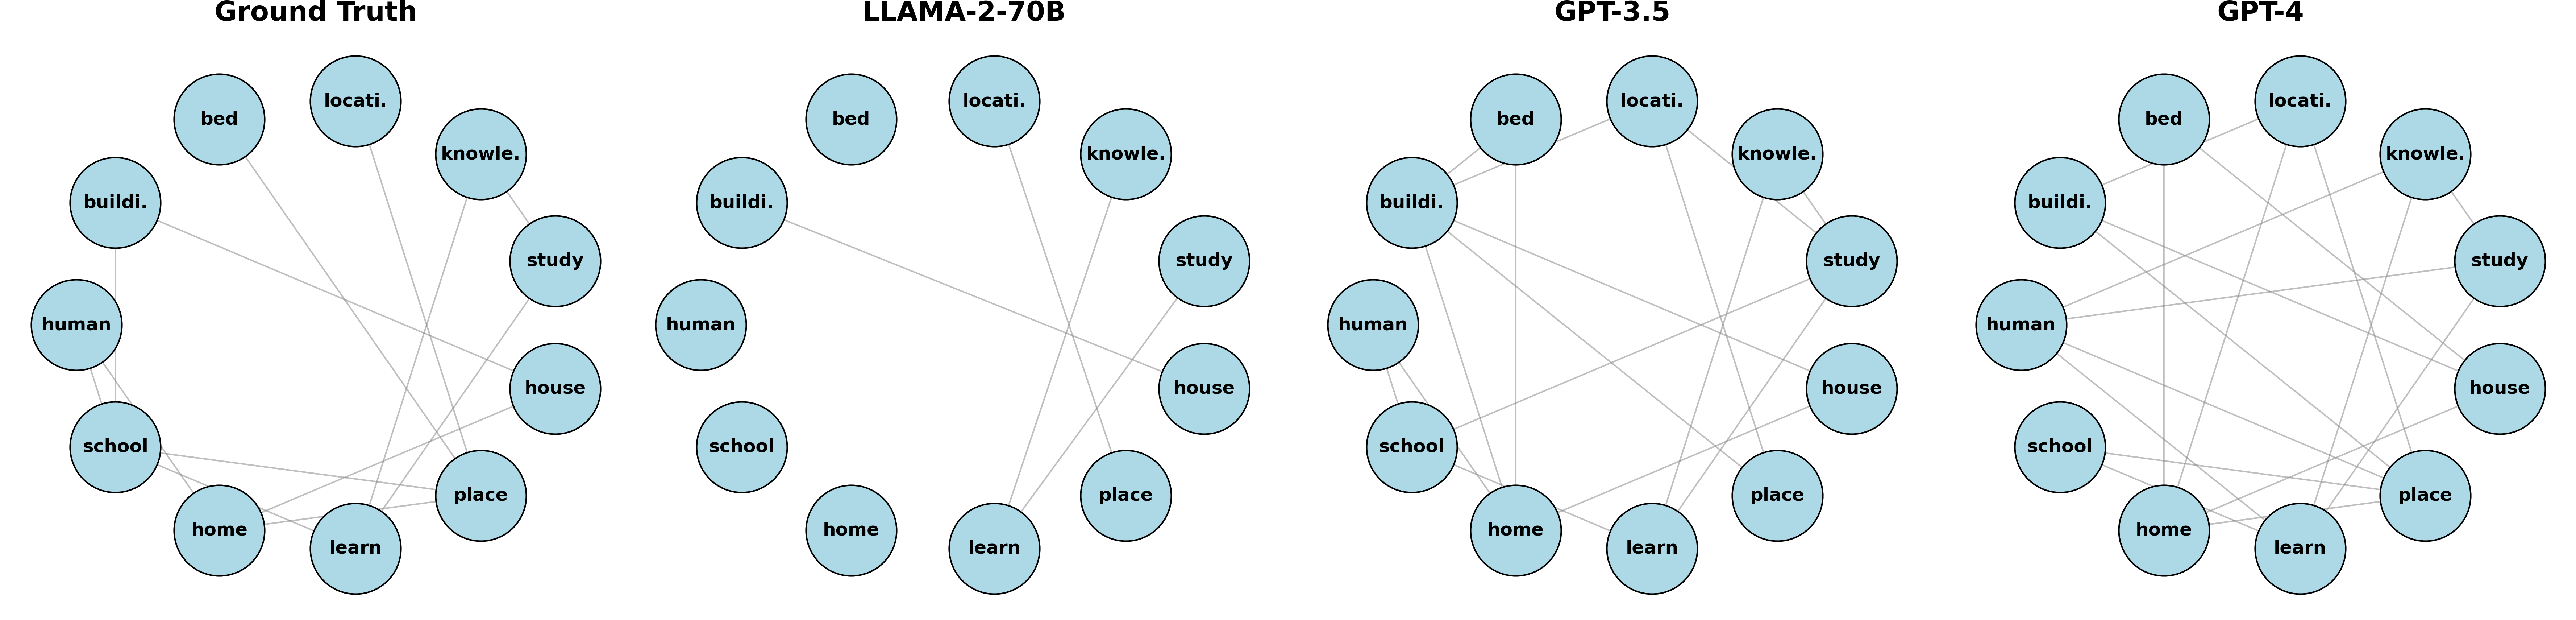 Ground Truth
locati.
bed
knowle.
buildi.
study
human
house
school
place
home
learn
LLAMA-2-70B
locati.
bed
knowle.
buildi.
study
human
house
school
place
home
learn
GPT-3.5
locati.
bed
knowle.
buildi.
study
human
house
school
place
home
learn
GPT-4
locati.
bed
knowle.
buildi.
study
human
house
school
place
home
learn